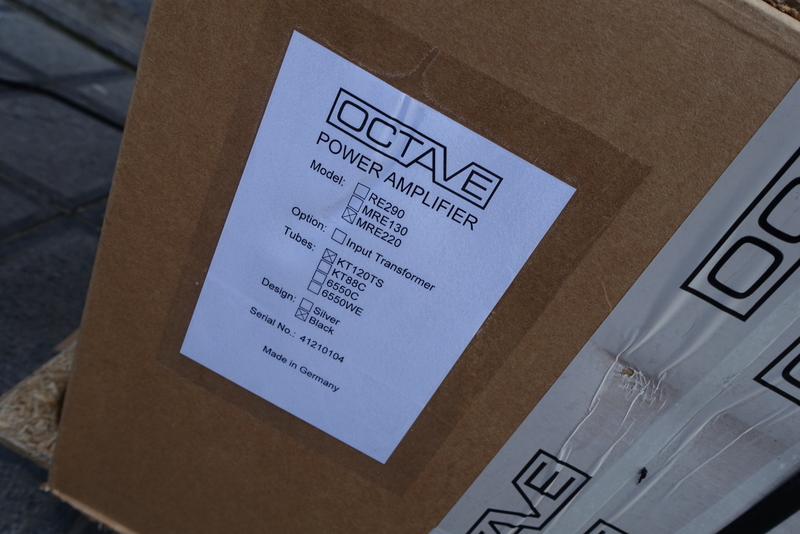 OCTAVE
POWER AMPLIFIER
Model: ☐ RE290
☐ MRE130
☒ MRE220
Option: ☐ Input Transformer
Tubes: ☒ KT120TS
☐ KT88C
☐ 6550C
☐ 6550WE
Design: ☐ Silver
☒ Black
Serial No.: 41210104
Made in Germany